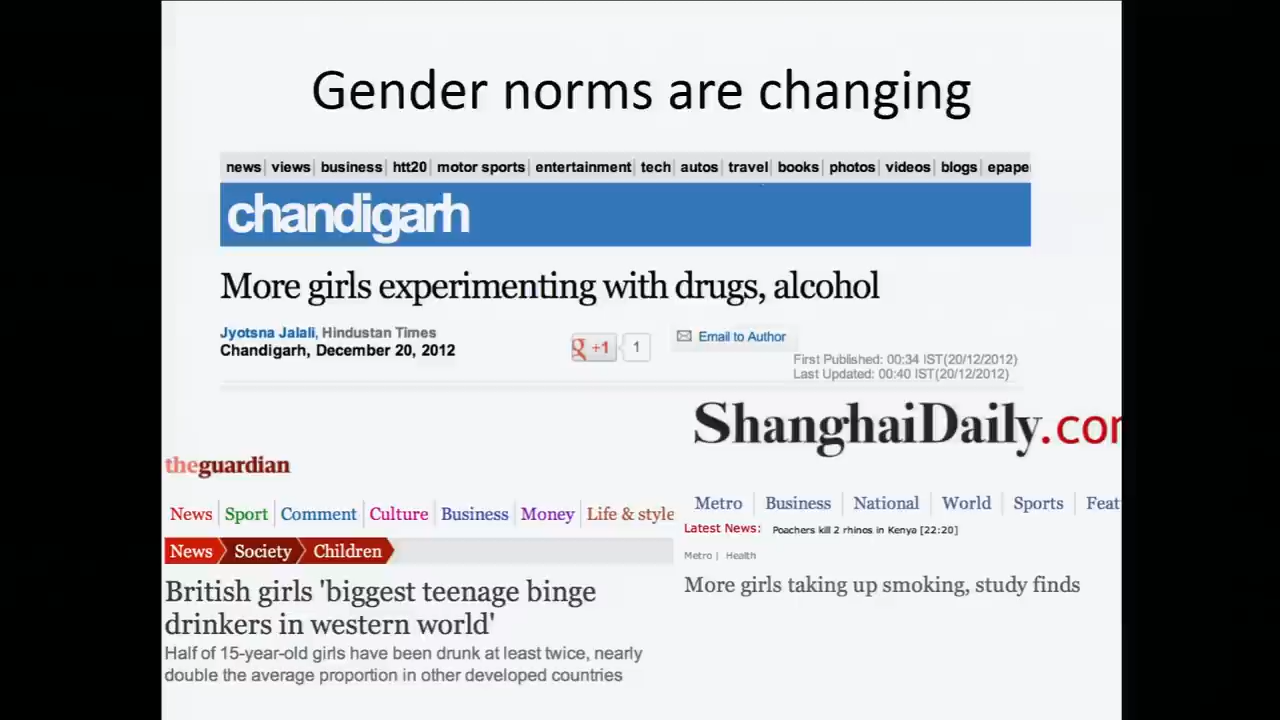 Gender norms are changing
news views business htt20 motor sports entertainment tech autos travel books photos videos blogs epape
chandigarh
More girls experimenting with drugs, alcohol
Jyotsna Jalali, Hindustan Times
Chandigarh, December 20, 2012
g +1 1
Email to Author
First Published: 00:34 IST(20/12/2012)
Last Updated: 00:40 IST(20/12/2012)
theguardian
News Sport Comment Culture Business Money Life & style
News Society Children
British girls 'biggest teenage binge
drinkers in western world'
Half of 15-year-old girls have been drunk at least twice, nearly
double the average proportion in other developed countries
ShanghaiDaily.com
Metro Business National World Sports Feat
Latest News: Poachers kill 2 rhinos in Kenya [22:20]
Metro | Health
More girls taking up smoking, study finds